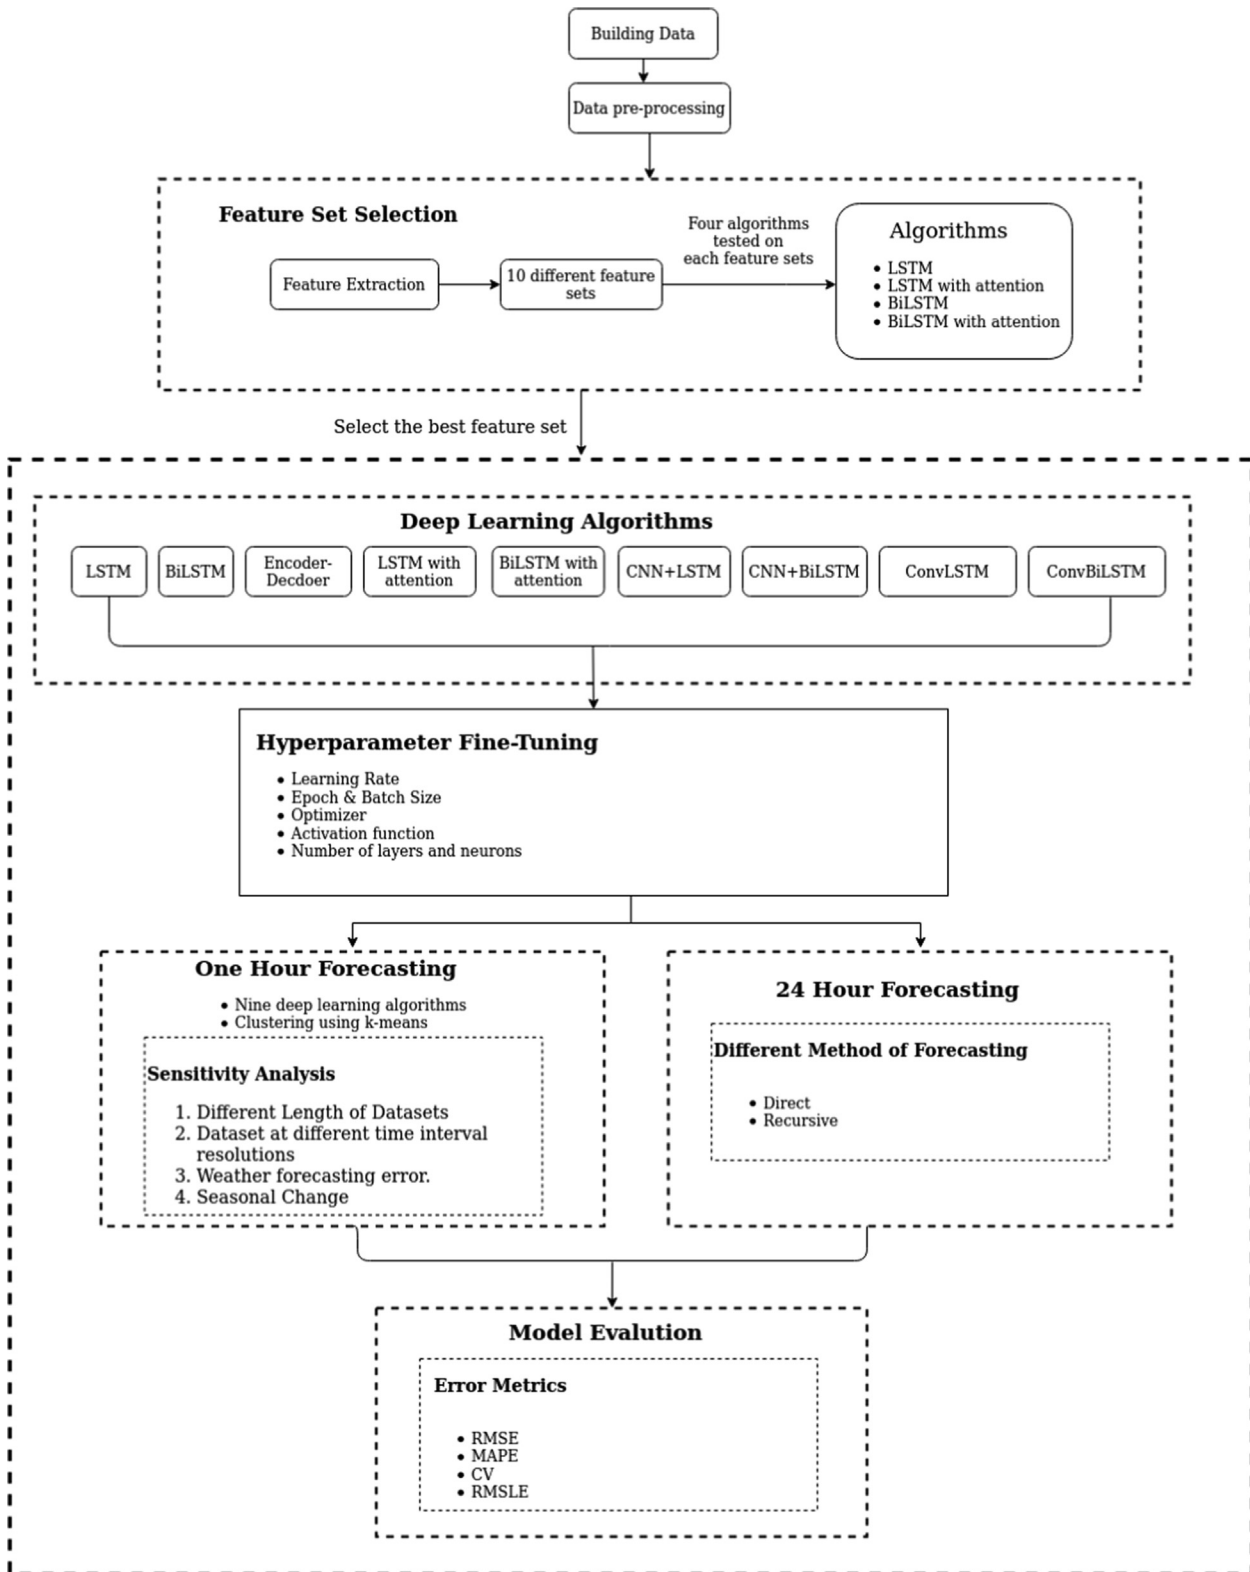 Building Data
Data pre-processing
Feature Set Selection
Feature Extraction
10 different feature
sets
Four algorithms
tested on
each feature sets
Algorithms
• LSTM
• LSTM with attention
• BiLSTM
• BiLSTM with attention
Select the best feature set
Deep Learning Algorithms
LSTM
BiLSTM
Encoder-
Decdoer
LSTM with
attention
BiLSTM with
attention
CNN+LSTM
CNN+BiLSTM
ConvLSTM
ConvBiLSTM
Hyperparameter Fine-Tuning
• Learning Rate
• Epoch & Batch Size
• Optimizer
• Activation function
• Number of layers and neurons
One Hour Forecasting
• Nine deep learning algorithms
• Clustering using k-means
Sensitivity Analysis
1. Different Length of Datasets
2. Dataset at different time interval
resolutions
3. Weather forecasting error.
4. Seasonal Change
24 Hour Forecasting
Different Method of Forecasting
• Direct
• Recursive
Model Evalution
Error Metrics
• RMSE
• MAPE
• CV
• RMSLE